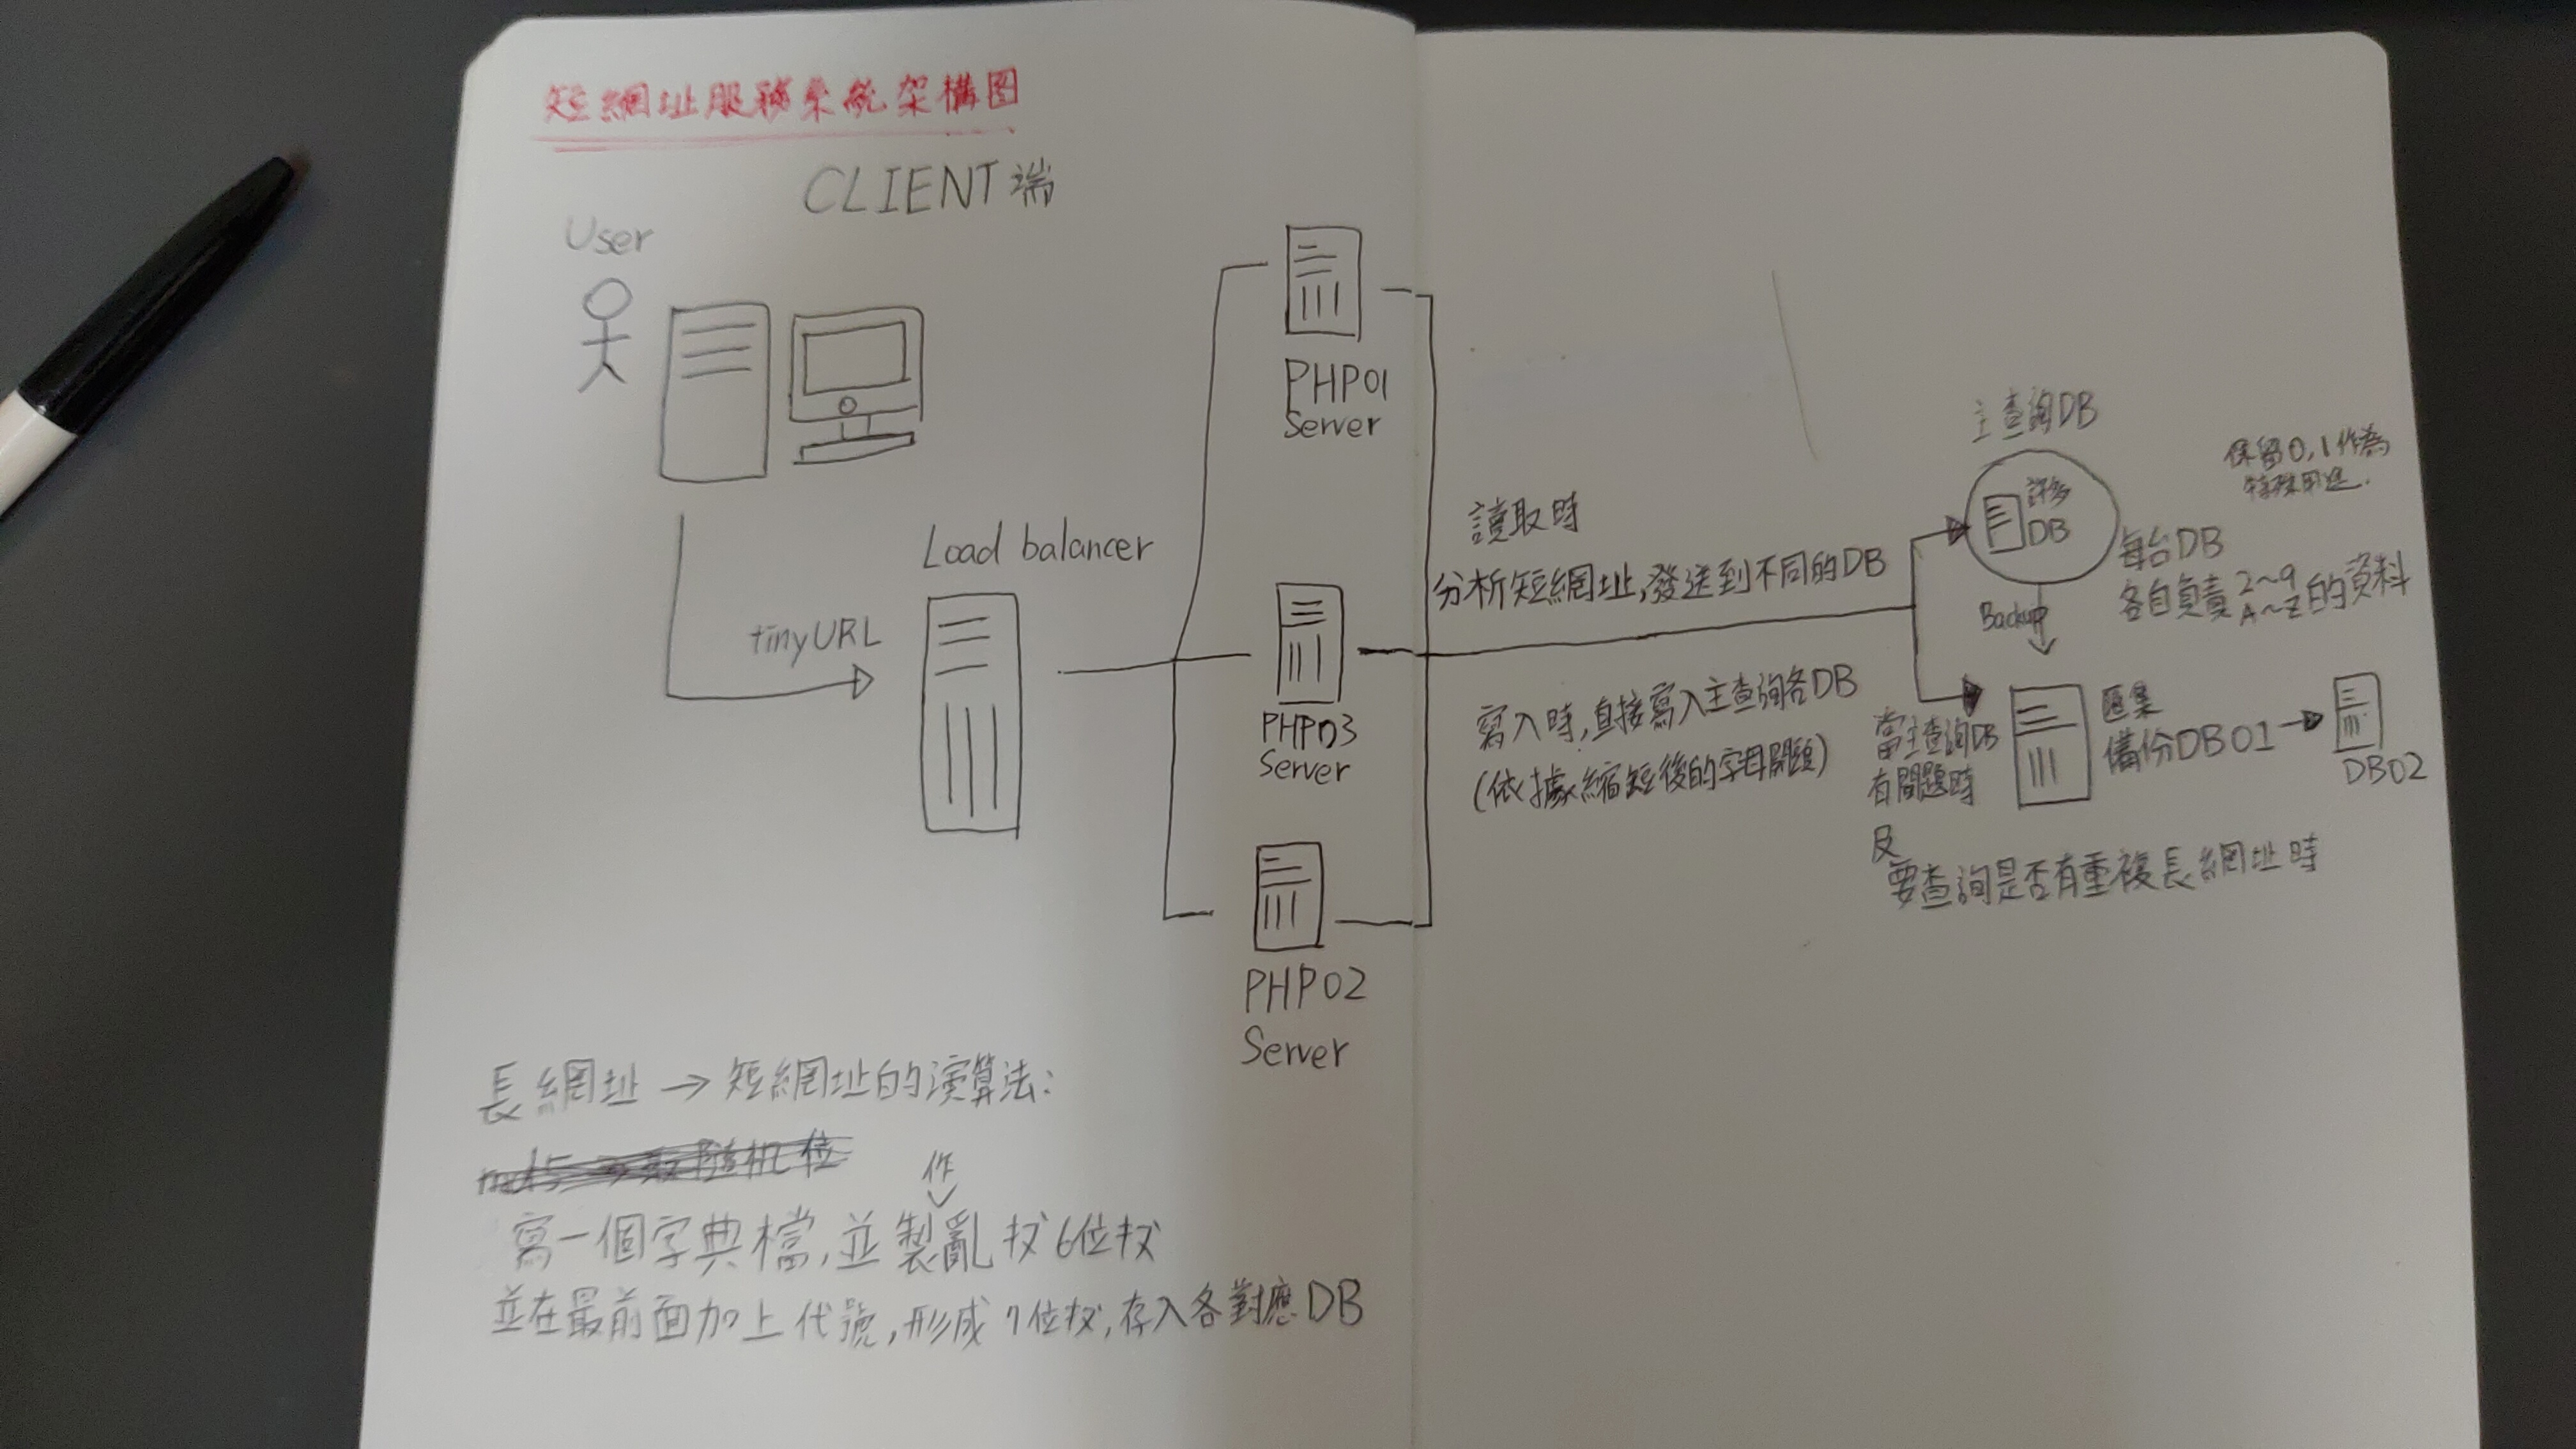 短網址服務系統架構图
CLIENT端
User
tinyURL
Load balancer
PHP01
Server
PHP03
Server
PHP02
Server
讀取時
分析短網址,發送到不同的DB
寫入時,直接寫入主查詢各DB
(依據縮短後的字母開頭)
主查詢DB
許多
DB
保留0,1作為
特殊用途.
每台DB
各自負責 2~9 的資料
A~Z
Backup
當主查詢DB
有問題時
及
要查詢是否有重複長網址時
匯集
備份DB01
DB02
長網址→短網址的演算法:
md5→取隨机位
作
寫一個字典檔,並製亂 6位
並在最前面加上代號,形成7位,存入各對應DB